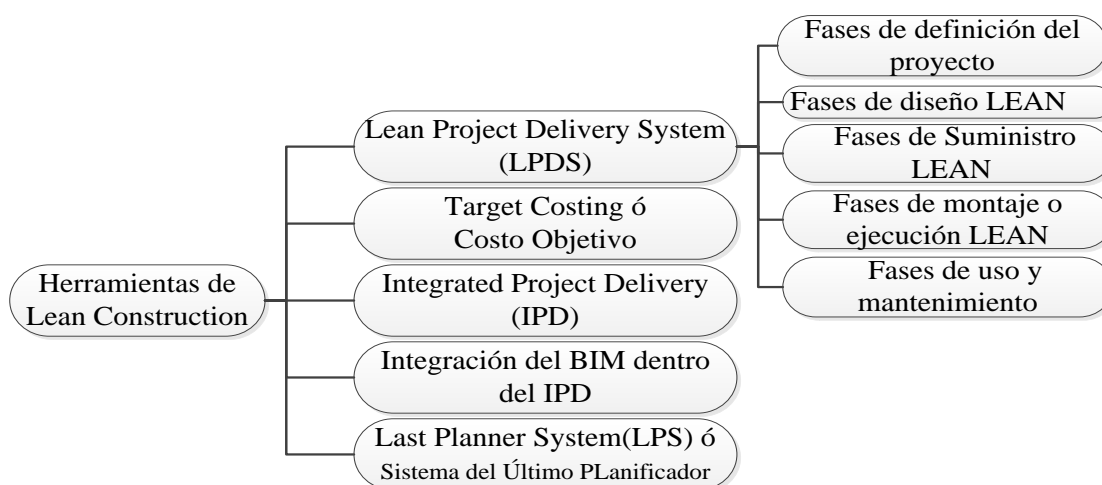 Herramientas de
Lean Construction
Lean Project Delivery System
(LPDS)
Target Costing ó
Costo Objetivo
Integrated Project Delivery
(IPD)
Integración del BIM dentro
del IPD
Last Planner System(LPS) ó
Sistema del Último PLanificador
Fases de definición del
proyecto
Fases de diseño LEAN
Fases de Suministro
LEAN
Fases de montaje o
ejecución LEAN
Fases de uso y
mantenimiento